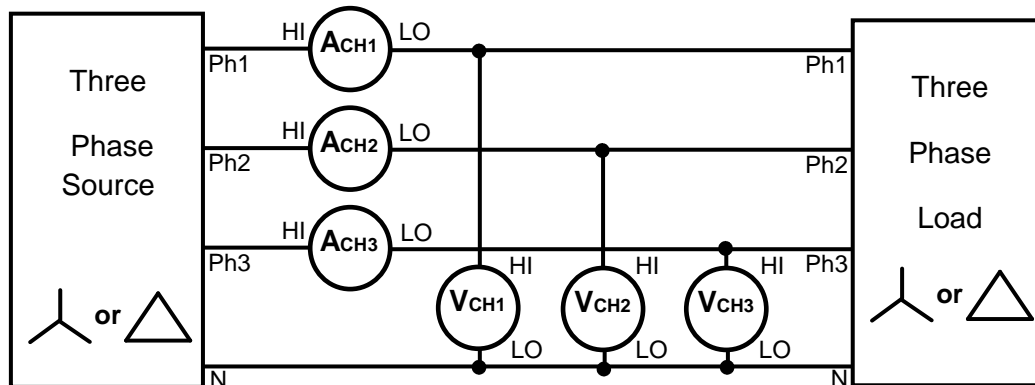 HI ACH1 LO
Ph1 Ph1
Three
Phase
Source
Three
Phase
Load
HI ACH2 LO
Ph2 Ph2
HI ACH3 LO
Ph3 Ph3
HI HI HI
VCH1 VCH2 VCH3
LO LO LO
or
or
N N